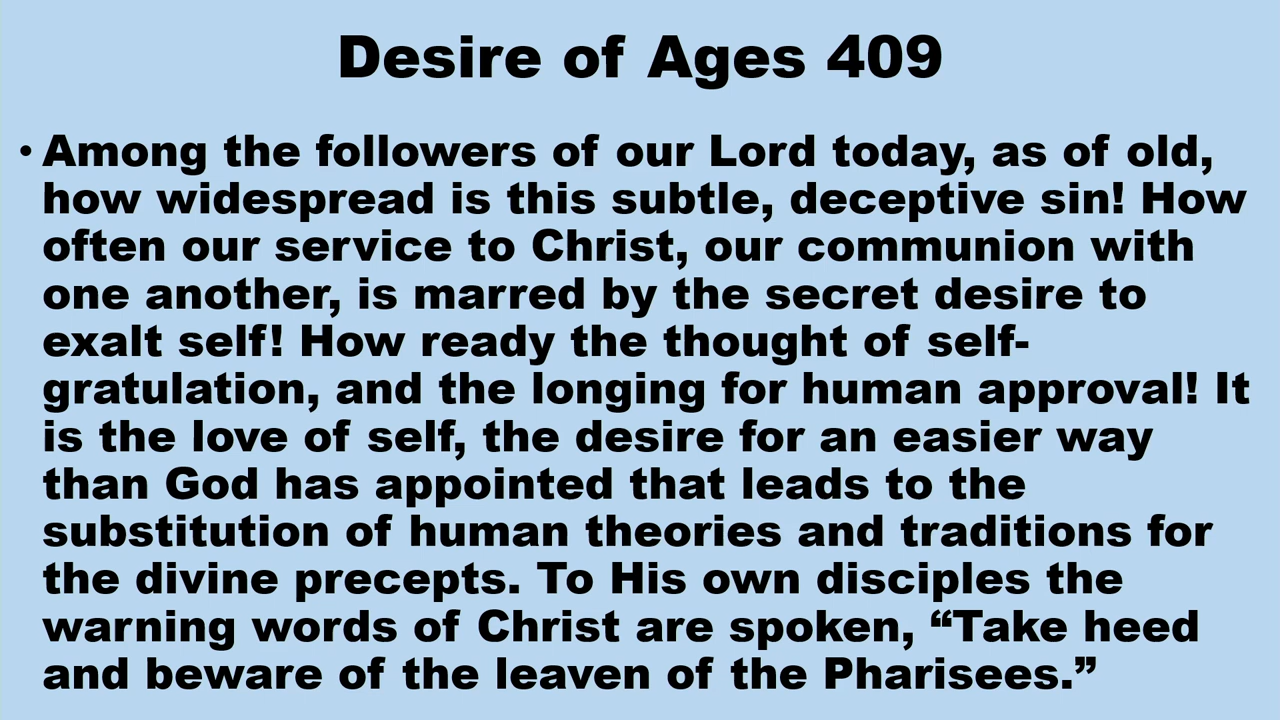 Desire of Ages 409
• Among the followers of our Lord today, as of old,
how widespread is this subtle, deceptive sin! How
often our service to Christ, our communion with
one another, is marred by the secret desire to
exalt self! How ready the thought of self-
gratulation, and the longing for human approval! It
is the love of self, the desire for an easier way
than God has appointed that leads to the
substitution of human theories and traditions for
the divine precepts. To His own disciples the
warning words of Christ are spoken, “Take heed
and beware of the leaven of the Pharisees.”